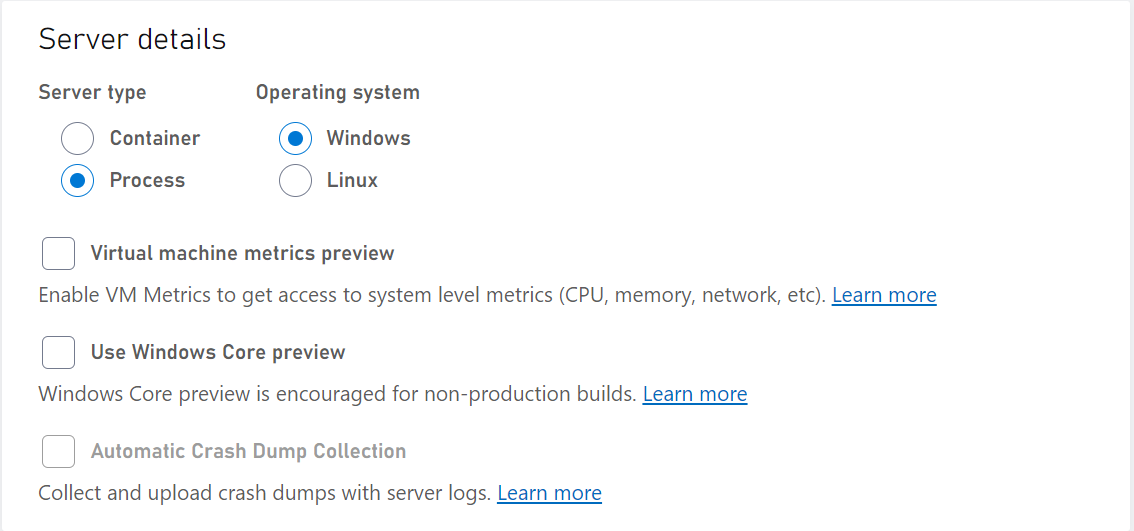 Server details
Server type
Operating system
Container
Windows
Process
Linux
Virtual machine metrics preview
Enable VM Metrics to get access to system level metrics (CPU, memory, network, etc). Learn more
Use Windows Core preview
Windows Core preview is encouraged for non-production builds. Learn more
Automatic Crash Dump Collection
Collect and upload crash dumps with server logs. Learn more